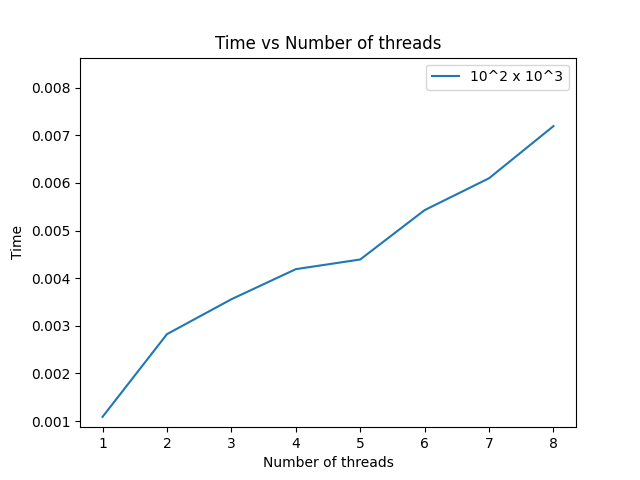 Time vs Number of threads
10^2 x 10^3
0.008
0.007
0.006
0.005
0.004
0.003
0.002
0.001
Time
1 2 3 4 5 6 7 8
Number of threads